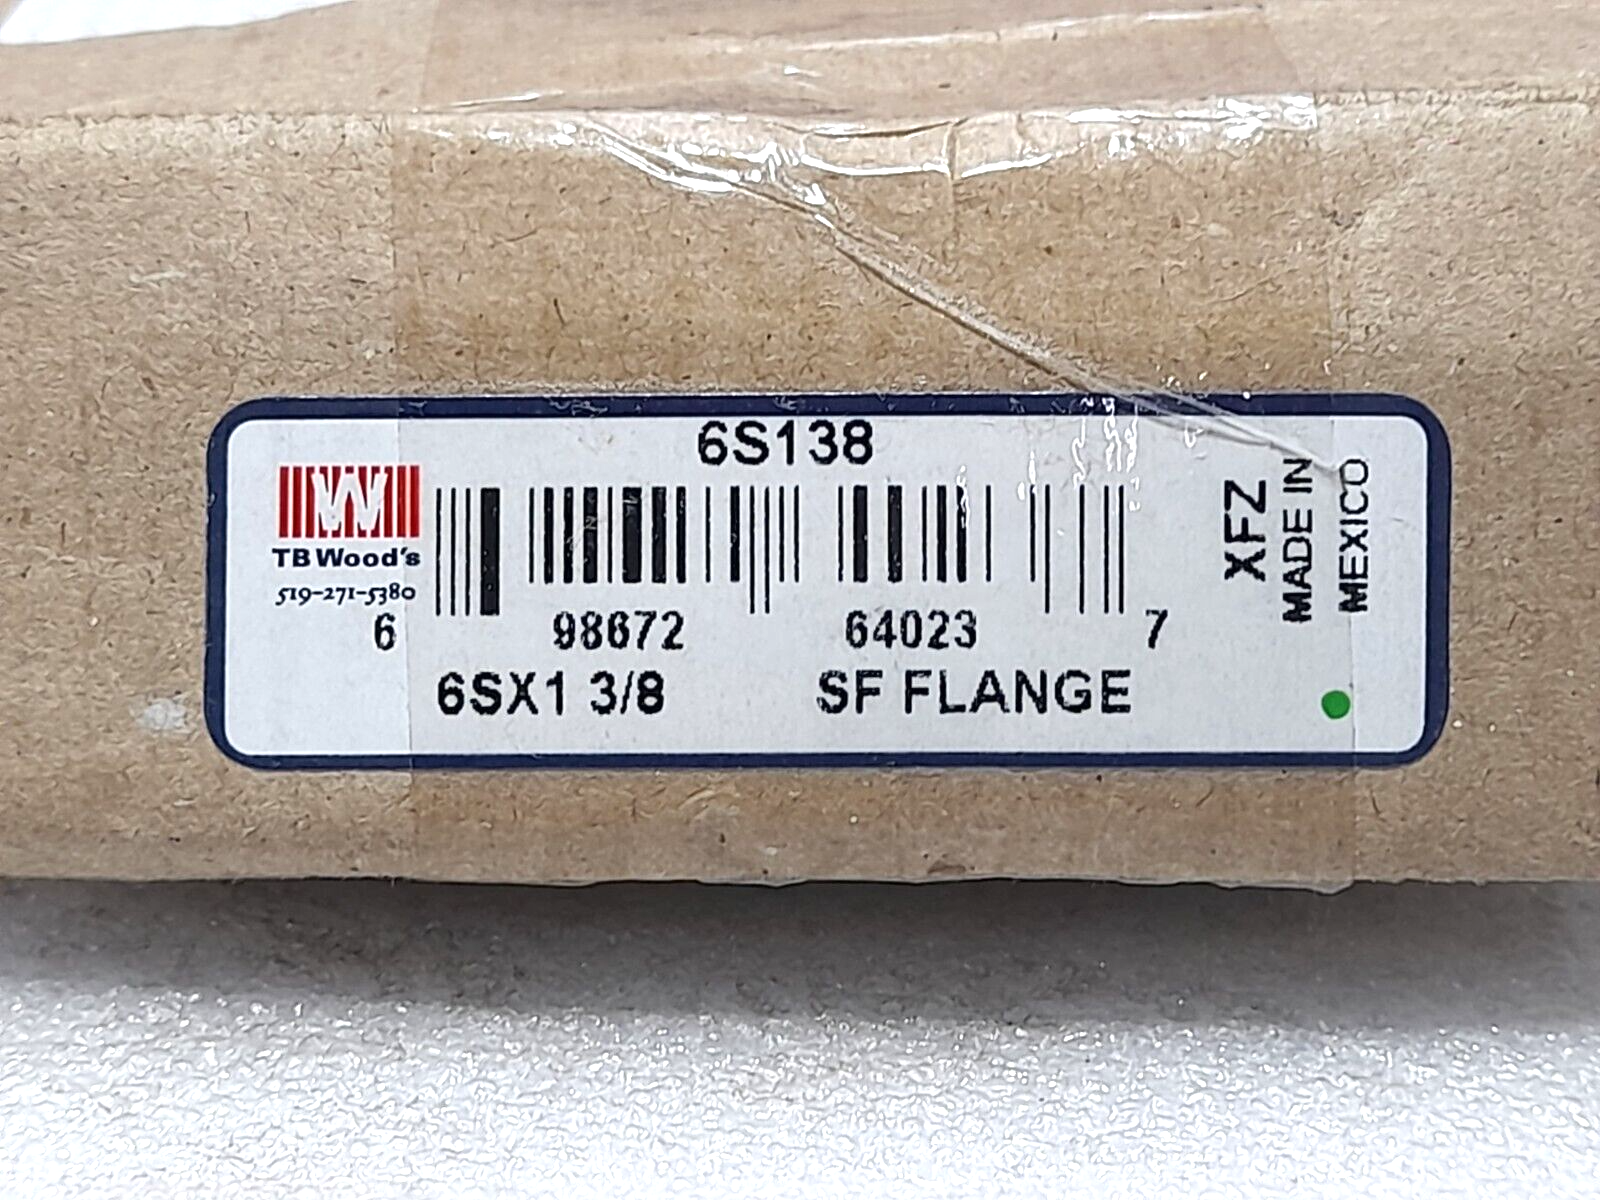 6S138
TB Wood's
519-271-5380
6 98672 64023 7
6SX1 3/8 SF FLANGE
XFZ
MADE IN
MEXICO